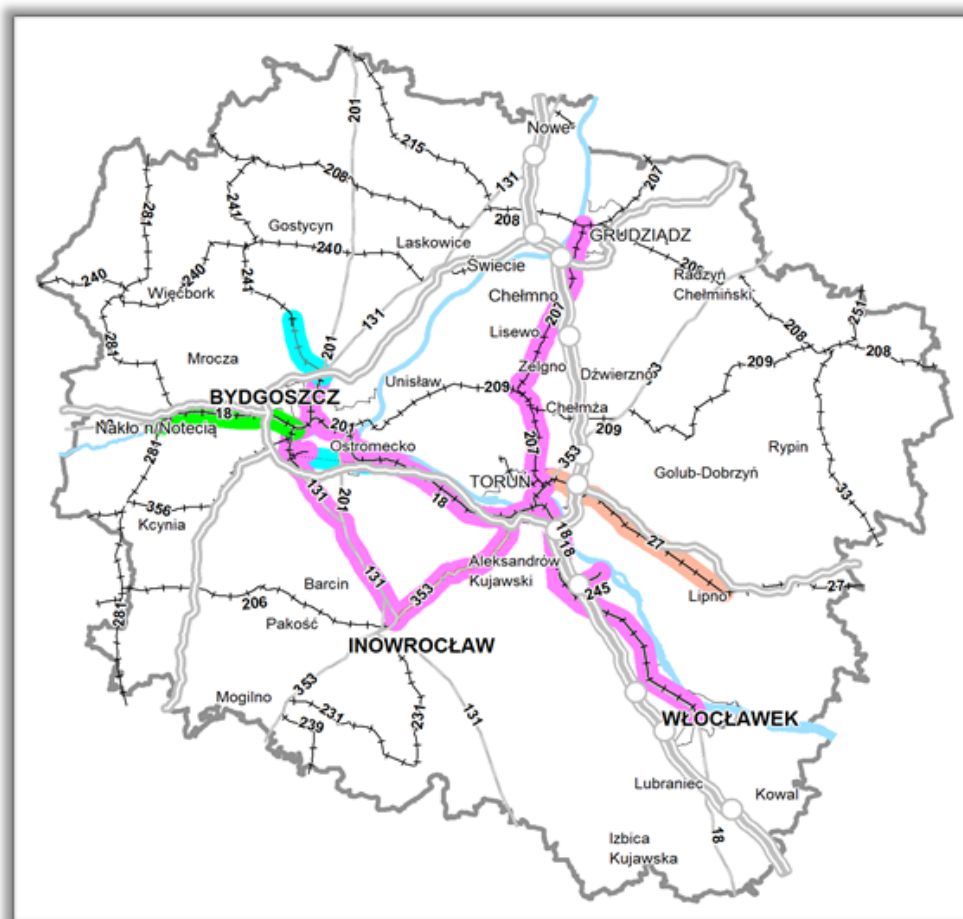 201
215
Nowe
131
207
208
281
241
208
Gostycyn
GRUDZIĄDZ
240
Laskowice
Świecie
Radzyń
Chełmiński
240
240
Więcbork
241
Chełmno
251
131
207
Lisewo
208
281
201
208
Mrocza
Zelgno
209
Unisław
209
Dźwierzno
33
BYDGOSZCZ
18
201
Chełmża
209
Nakło n/Notecią
Ostromecko
207
Rypin
281
353
Golub-Dobrzyń
TORUŃ
131
201
18
33
356
Kcynia
18
18
27
Aleksandrów
Kujawski
131
Barcin
353
245
Lipno
27
281
206
Pakość
INOWROCŁAW
353
Mogilno
231
231
239
131
WŁOCŁAWEK
Lubraniec
Kowal
18
Izbica
Kujawska